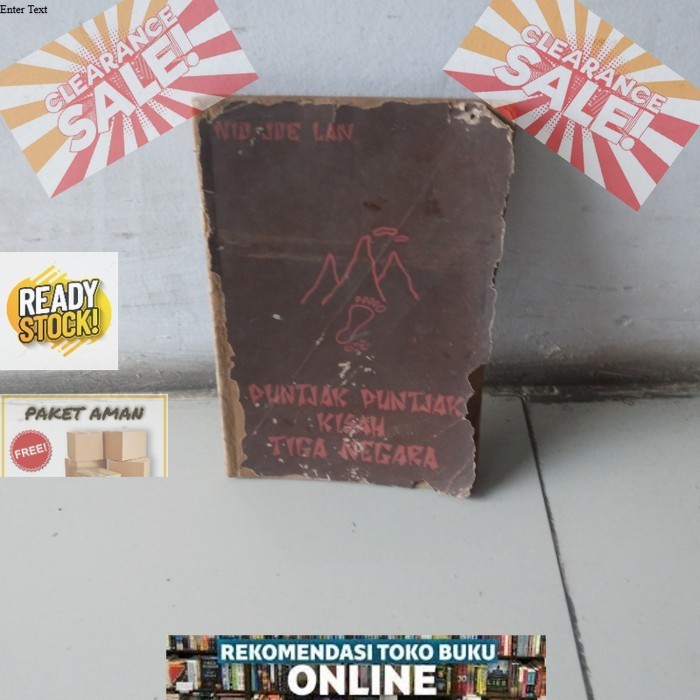 Enter Text
CLEARANCE
SALE!
CLEARANCE
SALE!
NIO JOE LAN
READY
STOCK!
PUNTJAK PUNTJAK
KISAH
TIGA NEGARA
PAKET AMAN
FREE!
REKOMENDASI TOKO BUKU
ONLINE